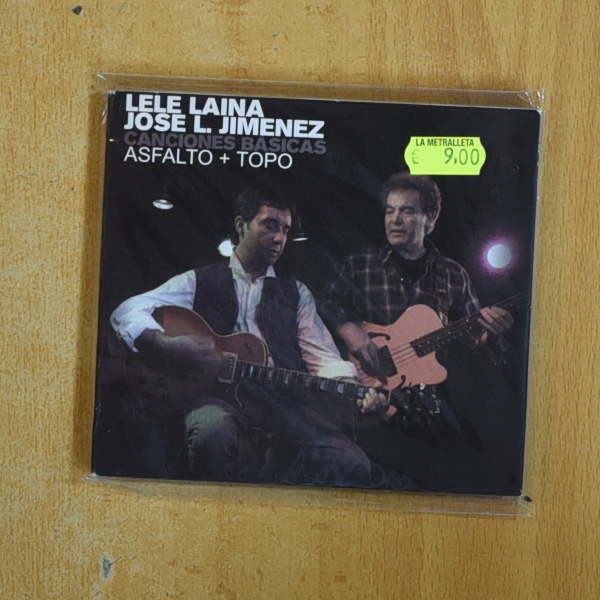 LELE LAINA
JOSE L. JIMENEZ
CANCIONES BASICAS
ASFALTO + TOPO
LA METRALLETA
€ 9.00